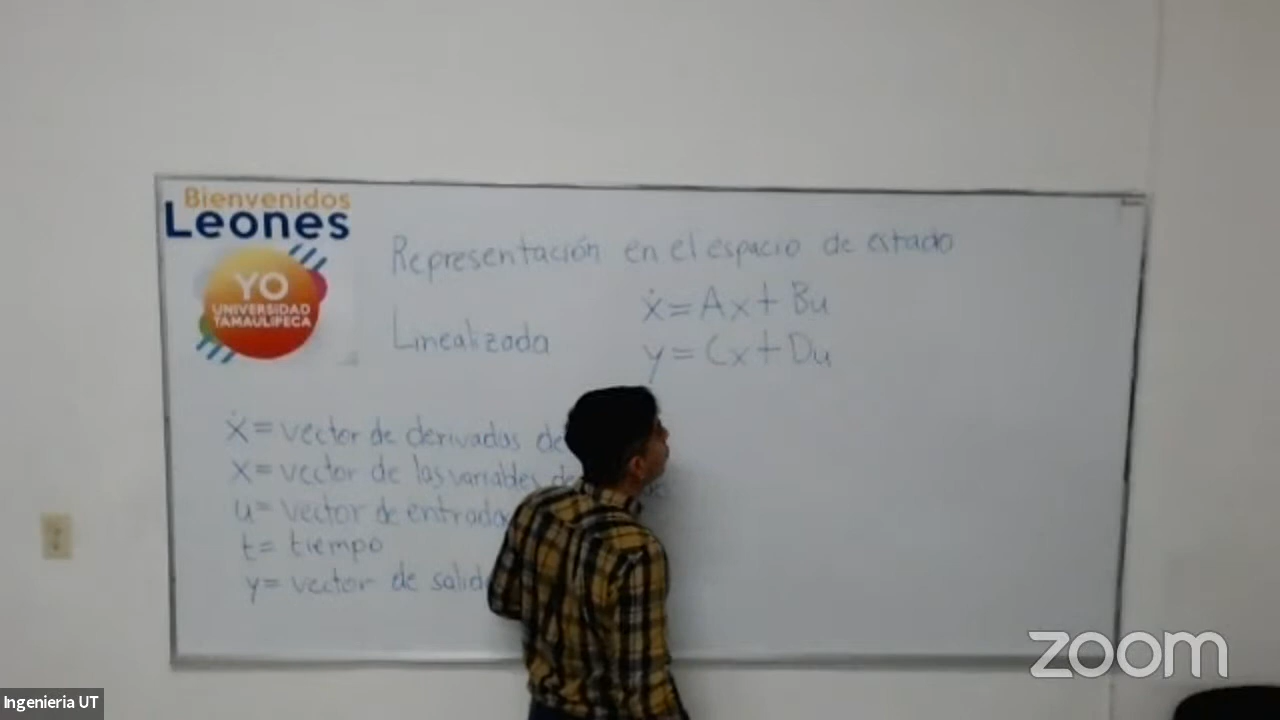 Bienvenidos
Leones
YO
UNIVERSIDAD
TAMAULIPECA
Representación en el espacio de estado
ẋ = Ax + Bu
Linealizada
y = Cx + Du
ẋ = vector de derivadas de
x = vector de las variables de
u = vector de entrada
t = tiempo
y = vector de salid
zoom
Ingenieria UT